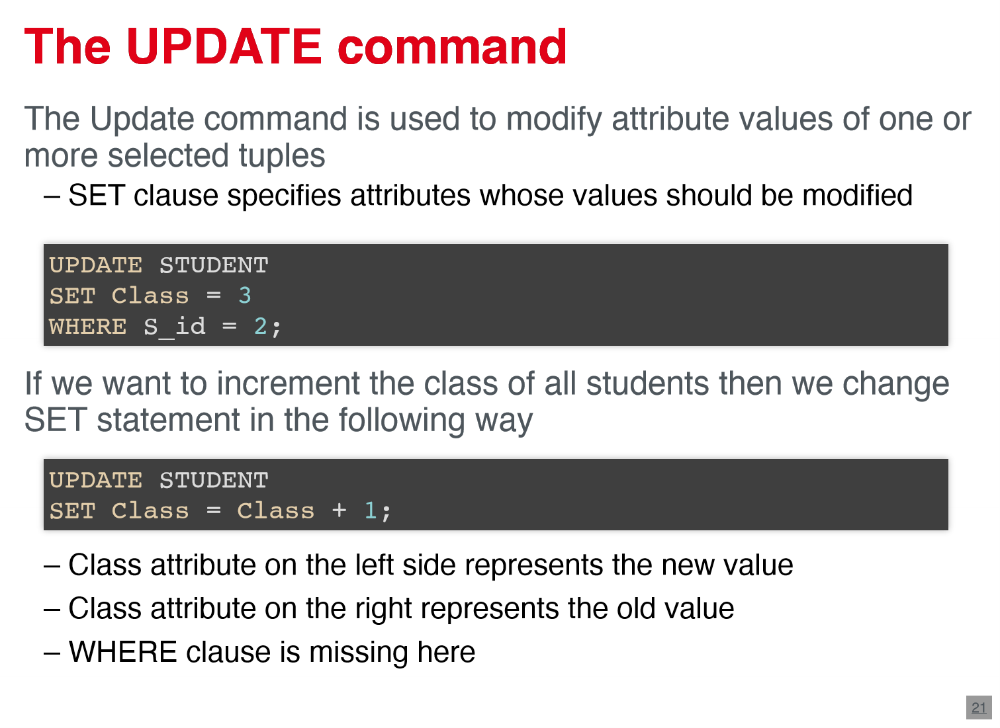 The UPDATE command
The Update command is used to modify attribute values of one or
more selected tuples
– SET clause specifies attributes whose values should be modified
UPDATE STUDENT
SET Class = 3
WHERE S_id = 2;
If we want to increment the class of all students then we change
SET statement in the following way
UPDATE STUDENT
SET Class = Class + 1;
– Class attribute on the left side represents the new value
– Class attribute on the right represents the old value
– WHERE clause is missing here
21